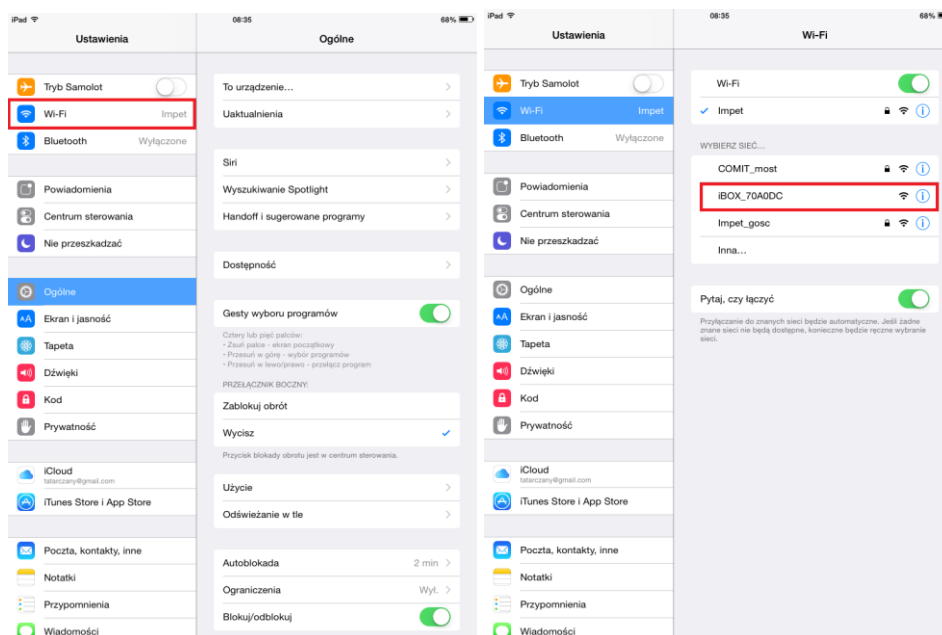 iPad 08:35 68%
Ustawienia
Tryb Samolot
Wi-Fi Impet
Bluetooth Wyłączone
Powiadomienia
Centrum sterowania
Nie przeszkadzać
Ogólne
Ekran i jasność
Tapeta
Dźwięki
Kod
Prywatność
iCloud
tatarczany@gmail.com
iTunes Store i App Store
Poczta, kontakty, inne
Notatki
Przypomnienia
Wiadomości
Ogólne
To urządzenie...
Uaktualnienia
Siri
Wyszukiwanie Spotlight
Handoff i sugerowane programy
Dostępność
Gesty wyboru programów
Cztery lub pięć palców:
- Zsuń palce - ekran początkowy
- Przesuń w górę - wybór programów
- Przesuń w lewo/prawo - przełącz program
PRZEŁĄCZNIK BOCZNY:
Zablokuj obrót
Wycisz
Przycisk blokady obrotu jest w centrum sterowania.
Użycie
Odświeżanie w tle
Autoblokada 2 min
Ograniczenia Wył.
Blokuj/odblokuj
iPad 08:35 68%
Ustawienia
Tryb Samolot
Wi-Fi Impet
Bluetooth Wyłączone
Powiadomienia
Centrum sterowania
Nie przeszkadzać
Ogólne
Ekran i jasność
Tapeta
Dźwięki
Kod
Prywatność
iCloud
tatarczany@gmail.com
iTunes Store i App Store
Poczta, kontakty, inne
Notatki
Przypomnienia
Wiadomości
Wi-Fi
Wi-Fi
Impet
WYBIERZ SIEĆ...
COMIT_most
iBOX_70A0DC
Impet_gosc
Inna...
Pytaj, czy łączyć
Przyłączanie do znanych sieci będzie automatyczne. Jeśli żadne
znane sieci nie będą dostępne, konieczne będzie ręczne wybranie
sieci.